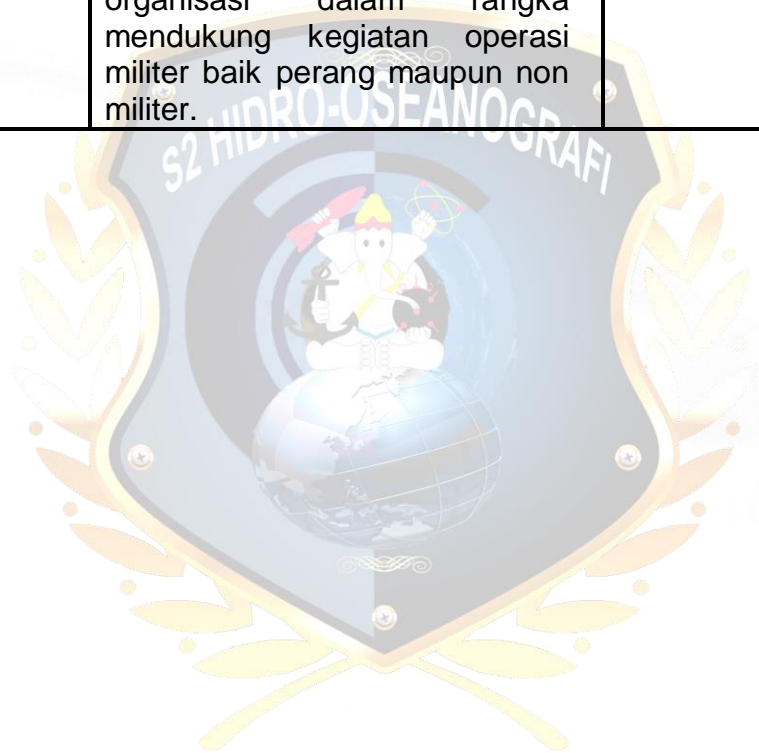 organisasi dalam rangka
mendukung kegiatan operasi
militer baik perang maupun non
militer.
S2 HIDRO-OSEANOGRAFI